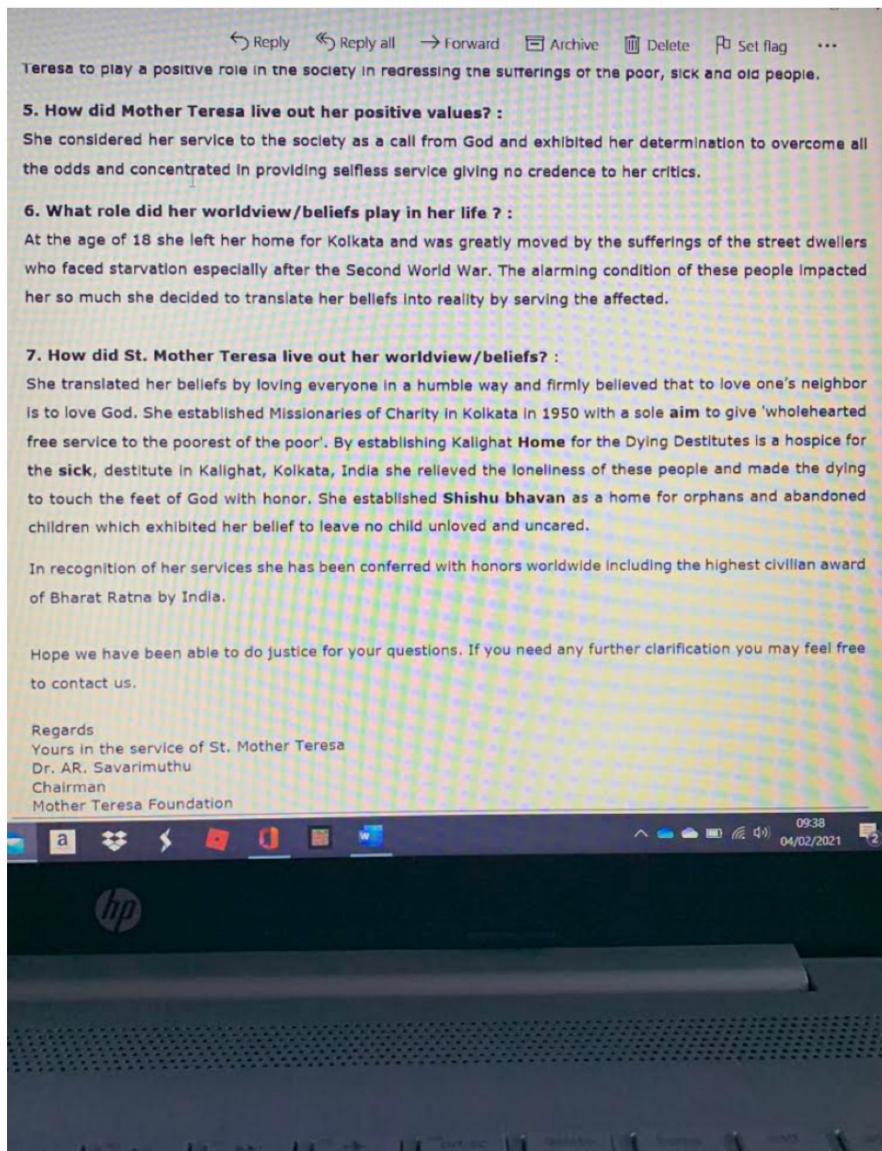 Reply Reply all Forward Archive Delete Set flag ...
Teresa to play a positive role in the society in redressing the sufferings of the poor, sick and old people.
5. How did Mother Teresa live out her positive values? :
She considered her service to the society as a call from God and exhibited her determination to overcome all
the odds and concentrated in providing selfless service giving no credence to her critics.
6. What role did her worldview/beliefs play in her life ? :
At the age of 18 she left her home for Kolkata and was greatly moved by the sufferings of the street dwellers
who faced starvation especially after the Second World War. The alarming condition of these people impacted
her so much she decided to translate her beliefs into reality by serving the affected.
7. How did St. Mother Teresa live out her worldview/beliefs? :
She translated her beliefs by loving everyone in a humble way and firmly believed that to love one's neighbor
is to love God. She established Missionaries of Charity in Kolkata in 1950 with a sole aim to give 'wholehearted
free service to the poorest of the poor'. By establishing Kalighat Home for the Dying Destitutes is a hospice for
the sick, destitute in Kalighat, Kolkata, India she relieved the loneliness of these people and made the dying
to touch the feet of God with honor. She established Shishu bhavan as a home for orphans and abandoned
children which exhibited her belief to leave no child unloved and uncared.
In recognition of her services she has been conferred with honors worldwide including the highest civilian award
of Bharat Ratna by India.
Hope we have been able to do justice for your questions. If you need any further clarification you may feel free
to contact us.
Regards
Yours in the service of St. Mother Teresa
Dr. AR. Savarimuthu
Chairman
Mother Teresa Foundation
a W 09:38
04/02/2021 2
hp